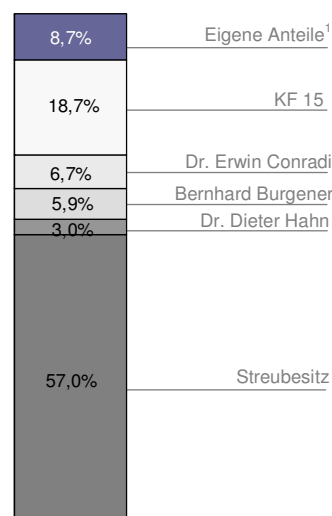 8,7% Eigene Anteile¹
18,7% KF 15
6,7% Dr. Erwin Conradi
5,9% Bernhard Burgener
3,0% Dr. Dieter Hahn
57,0% Streubesitz